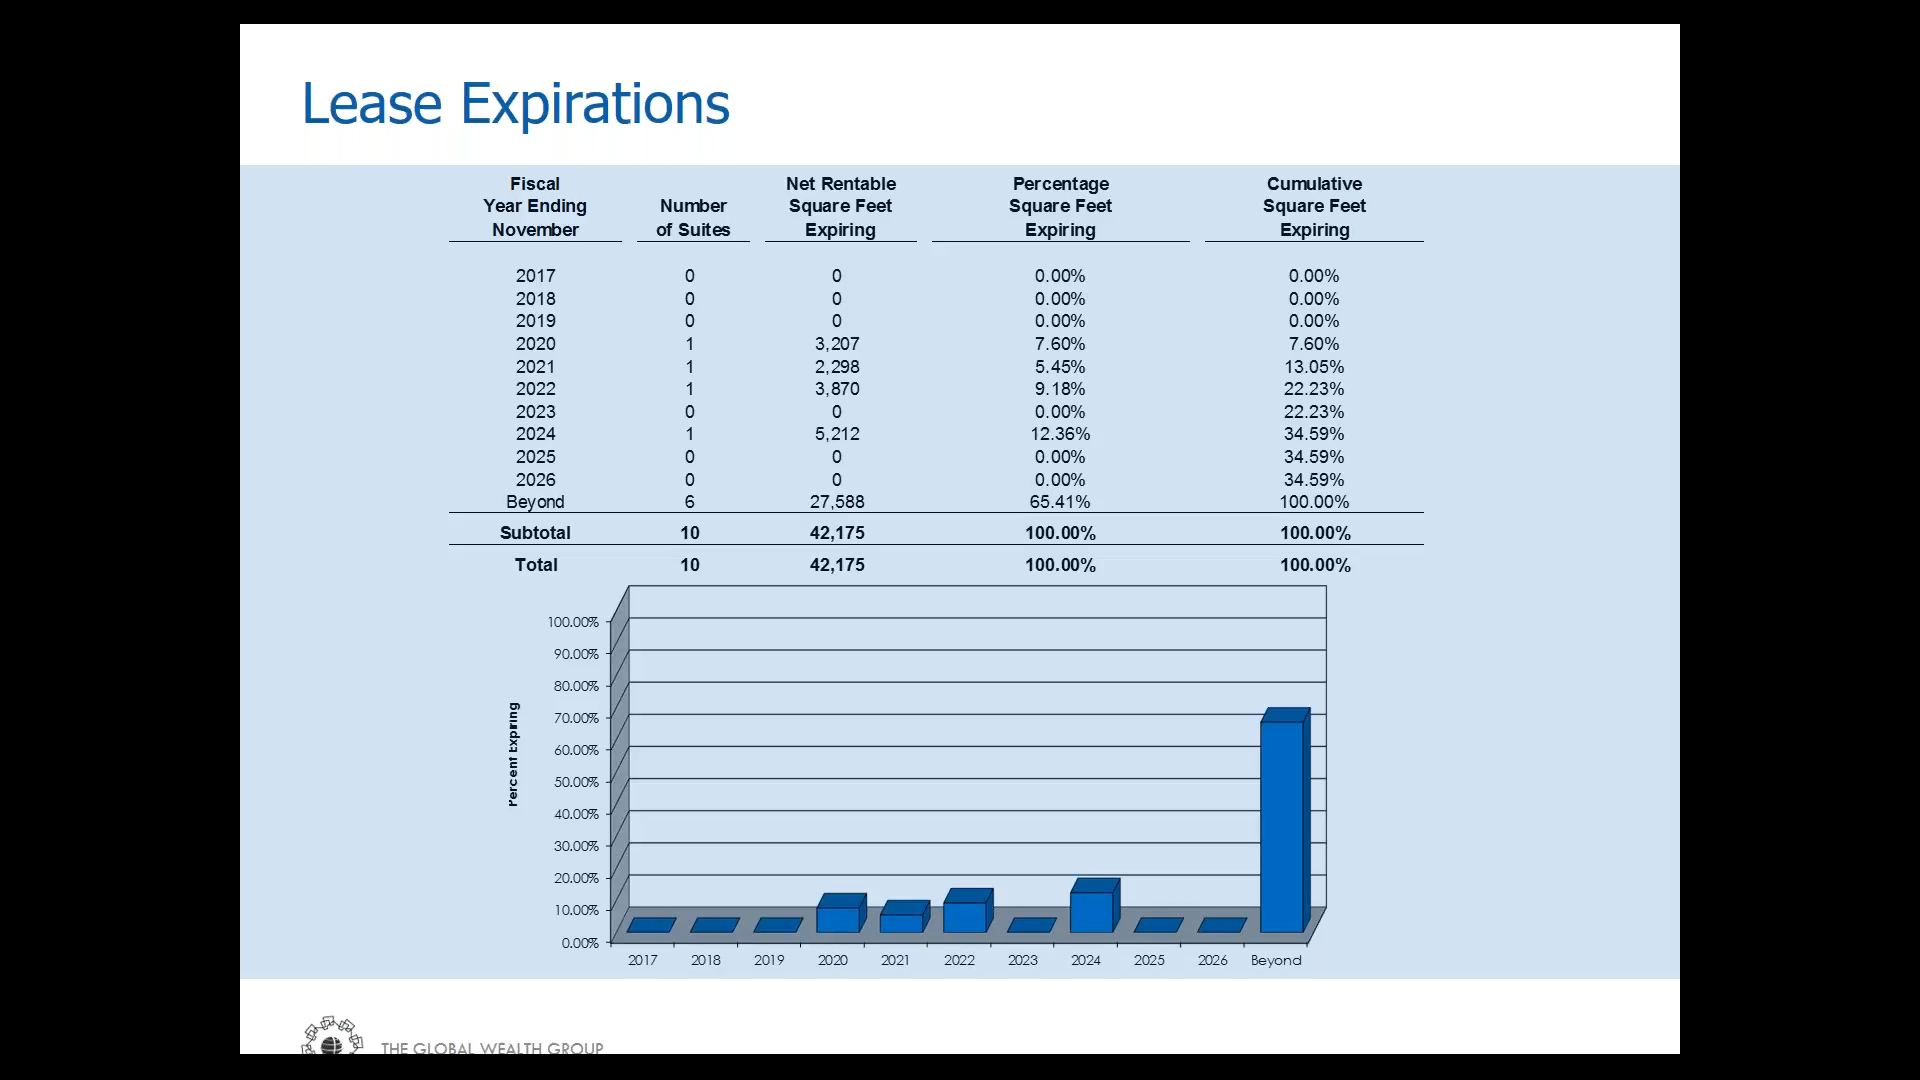 Lease Expirations
Fiscal Net Rentable Percentage Cumulative
Year Ending Number Square Feet Square Feet Square Feet
November of Suites Expiring Expiring Expiring
2017 0 0 0.00% 0.00%
2018 0 0 0.00% 0.00%
2019 0 0 0.00% 0.00%
2020 1 3,207 7.60% 7.60%
2021 1 2,298 5.45% 13.05%
2022 1 3,870 9.18% 22.23%
2023 0 0 0.00% 22.23%
2024 1 5,212 12.36% 34.59%
2025 0 0 0.00% 34.59%
2026 0 0 0.00% 34.59%
Beyond 6 27,588 65.41% 100.00%
Subtotal 10 42,175 100.00% 100.00%
Total 10 42,175 100.00% 100.00%
Percent Expiring
100.00%
90.00%
80.00%
70.00%
60.00%
50.00%
40.00%
30.00%
20.00%
10.00%
0.00%
2017 2018 2019 2020 2021 2022 2023 2024 2025 2026 Beyond
THE GLOBAL WEALTH GROUP